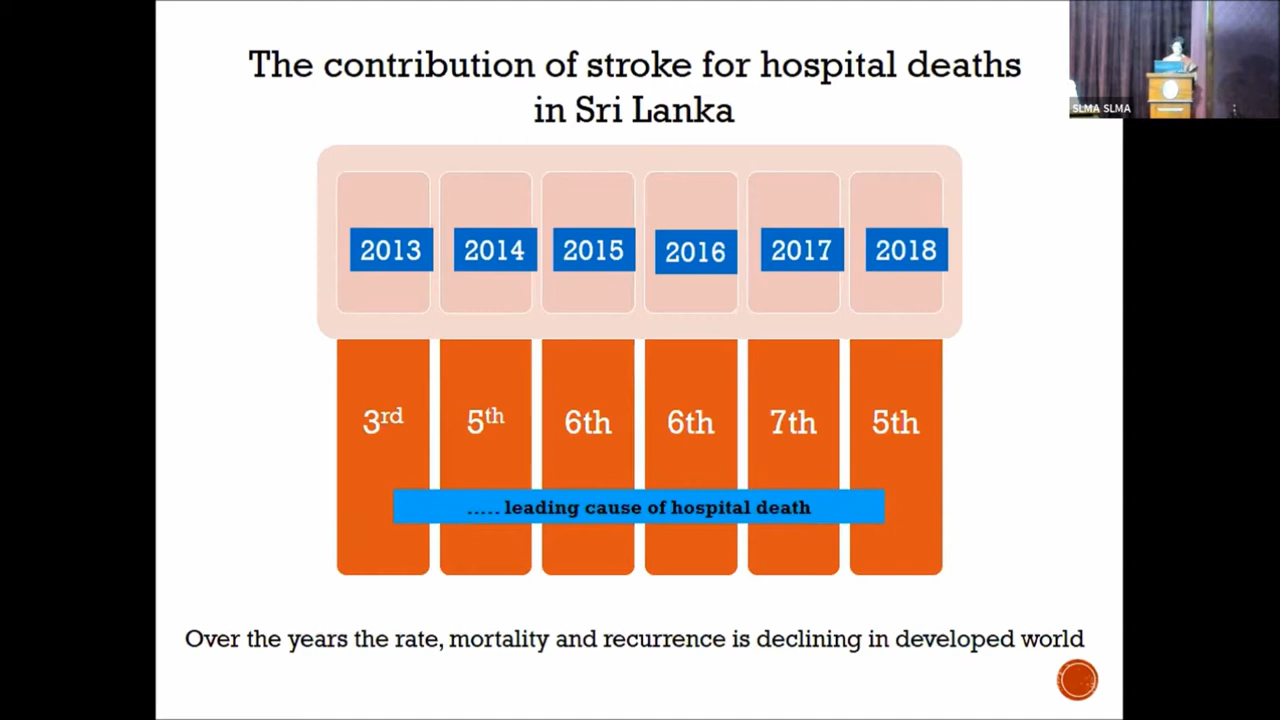 The contribution of stroke for hospital deaths
in Sri Lanka
SLMA SLMA
2013 2014 2015 2016 2017 2018
3rd 5th 6th 6th 7th 5th
..... leading cause of hospital death
Over the years the rate, mortality and recurrence is declining in developed world